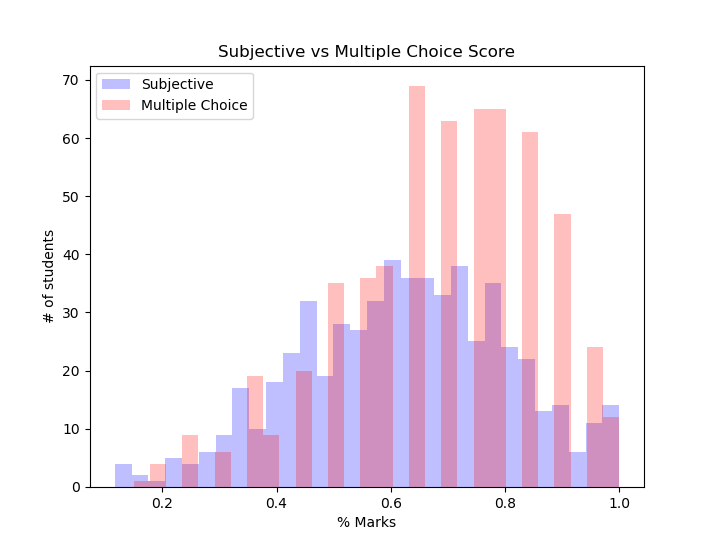 Subjective vs Multiple Choice Score
Subjective
Multiple Choice
70
60
50
40
30
20
10
0
# of students
0.2 0.4 0.6 0.8 1.0
% Marks